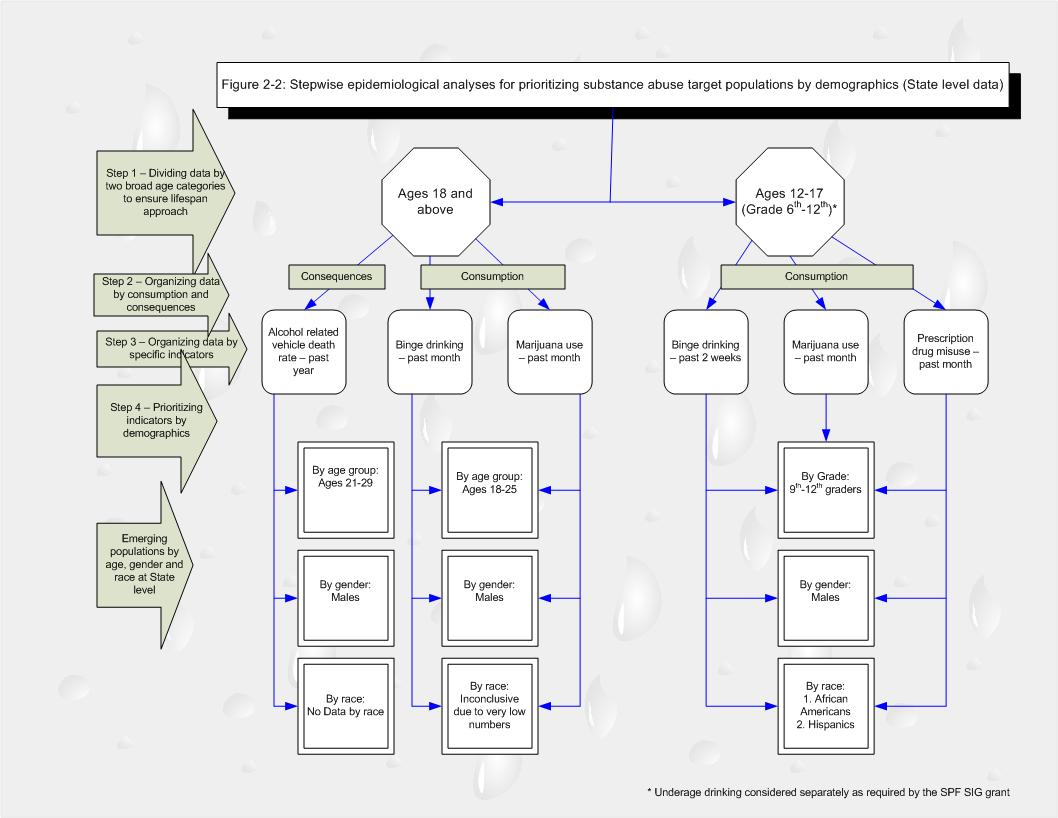 Figure 2-2: Stepwise epidemiological analyses for prioritizing substance abuse target populations by demographics (State level data)
Step 1 – Dividing data by
two broad age categories
to ensure lifespan
approach
Ages 18 and
above
Ages 12-17
(Grade 6th-12th)*
Step 2 – Organizing data
by consumption and
consequences
Consequences
Consumption
Consumption
Step 3 – Organizing data by
specific indicators
Alcohol related
vehicle death
rate – past
year
Binge drinking
– past month
Marijuana use
– past month
Binge drinking
– past 2 weeks
Marijuana use
– past month
Prescription
drug misuse –
past month
Step 4 – Prioritizing
indicators by
demographics
By age group:
Ages 21-29
By age group:
Ages 18-25
By Grade:
9th-12th graders
Emerging
populations by
age, gender and
race at State
level
By gender:
Males
By gender:
Males
By gender:
Males
By race:
No Data by race
By race:
Inconclusive
due to very low
numbers
By race:
1. African
Americans
2. Hispanics
* Underage drinking considered separately as required by the SPF SIG grant